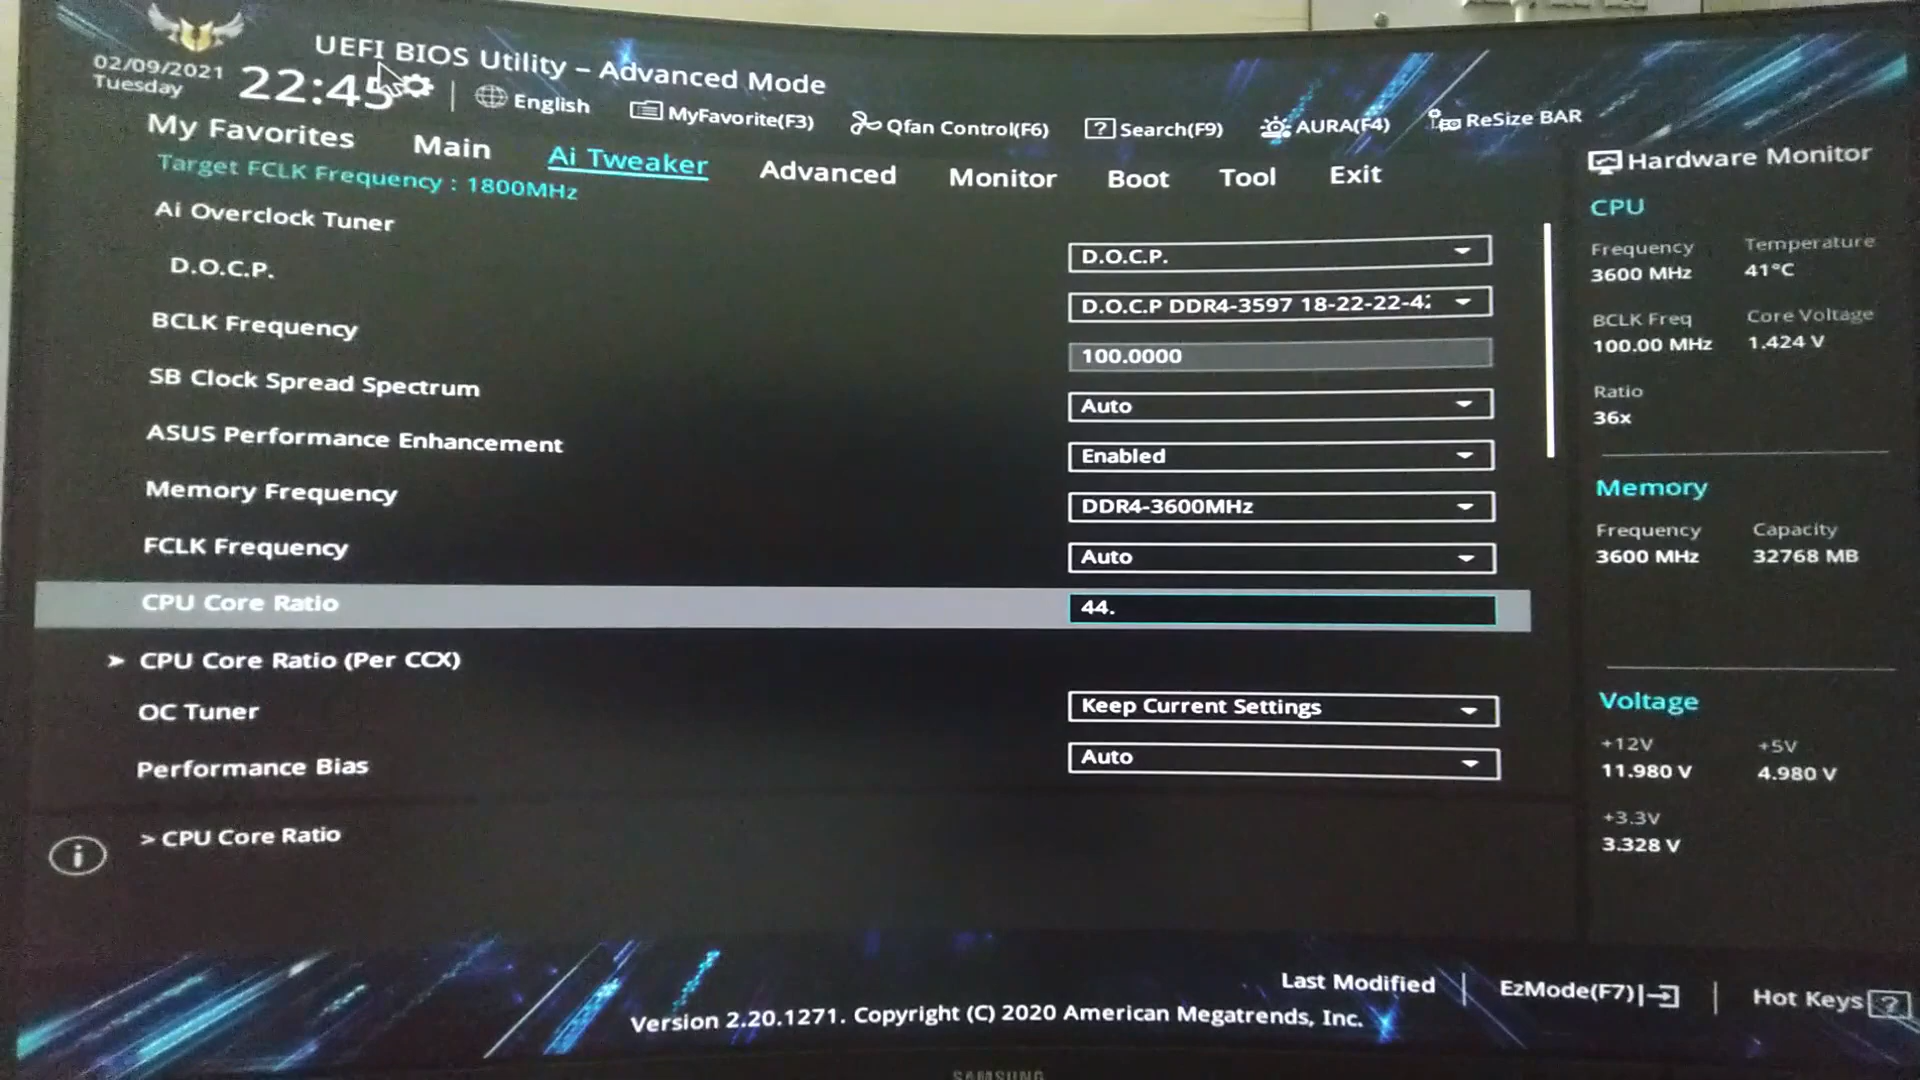 UEFI BIOS Utility – Advanced Mode
02/09/2021
Tuesday
22:45
English
MyFavorite(F3)
Qfan Control(F6)
? Search(F9)
AURA(F4)
ReSize BAR
My Favorites
Main
Ai Tweaker
Advanced
Monitor
Boot
Tool
Exit
Target FCLK Frequency : 1800MHz
Ai Overclock Tuner
D.O.C.P.
D.O.C.P.
D.O.C.P DDR4-3597 18-22-22-42
BCLK Frequency
100.0000
SB Clock Spread Spectrum
Auto
ASUS Performance Enhancement
Enabled
Memory Frequency
DDR4-3600MHz
FCLK Frequency
Auto
CPU Core Ratio
44.
> CPU Core Ratio (Per CCX)
OC Tuner
Keep Current Settings
Performance Bias
Auto
i > CPU Core Ratio
Hardware Monitor
CPU
Frequency Temperature
3600 MHz 41°C
BCLK Freq Core Voltage
100.00 MHz 1.424 V
Ratio
36x
Memory
Frequency Capacity
3600 MHz 32768 MB
Voltage
+12V +5V
11.980 V 4.980 V
+3.3V
3.328 V
Last Modified
EzMode(F7)
Hot Keys ?
Version 2.20.1271. Copyright (C) 2020 American Megatrends, Inc.
SAMSUNG